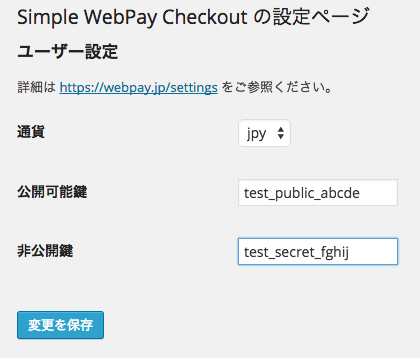 Simple WebPay Checkout の設定ページ
ユーザー設定
詳細は https://webpay.jp/settings をご参照ください。
通貨 jpy
公開可能鍵 test_public_abcde
非公開鍵 test_secret_fghij
変更を保存